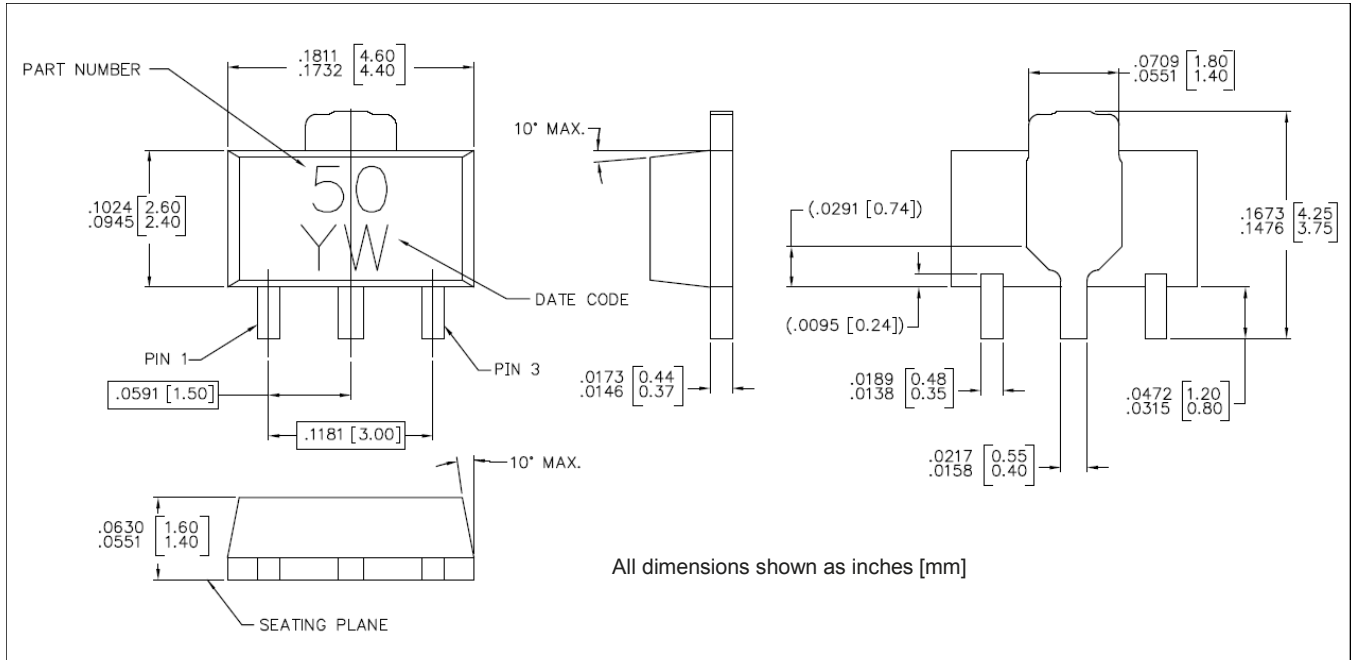 PART NUMBER
.1811 [4.60]
.1732 [4.40]
.0709 [1.80]
.0551 [1.40]
10° MAX.
50
YW
.1024 [2.60]
.0945 [2.40]
(.0291 [0.74])
.1673 [4.25]
.1476 [3.75]
DATE CODE
(.0095 [0.24])
PIN 1
PIN 3
.0591 [1.50]
.1181 [3.00]
.0173 [0.44]
.0146 [0.37]
.0189 [0.48]
.0138 [0.35]
.0472 [1.20]
.0315 [0.80]
.0217 [0.55]
.0158 [0.40]
10° MAX.
.0630 [1.60]
.0551 [1.40]
All dimensions shown as inches [mm]
SEATING PLANE